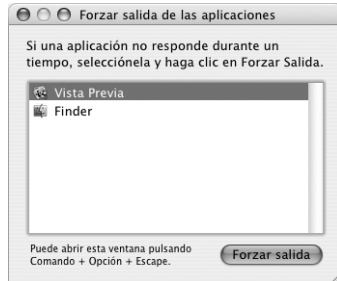 Forzar salida de las aplicaciones
Si una aplicación no responde durante un
tiempo, selecciónela y haga clic en Forzar Salida.
Vista Previa
Finder
Puede abrir esta ventana pulsando
Comando + Opción + Escape.
Forzar salida